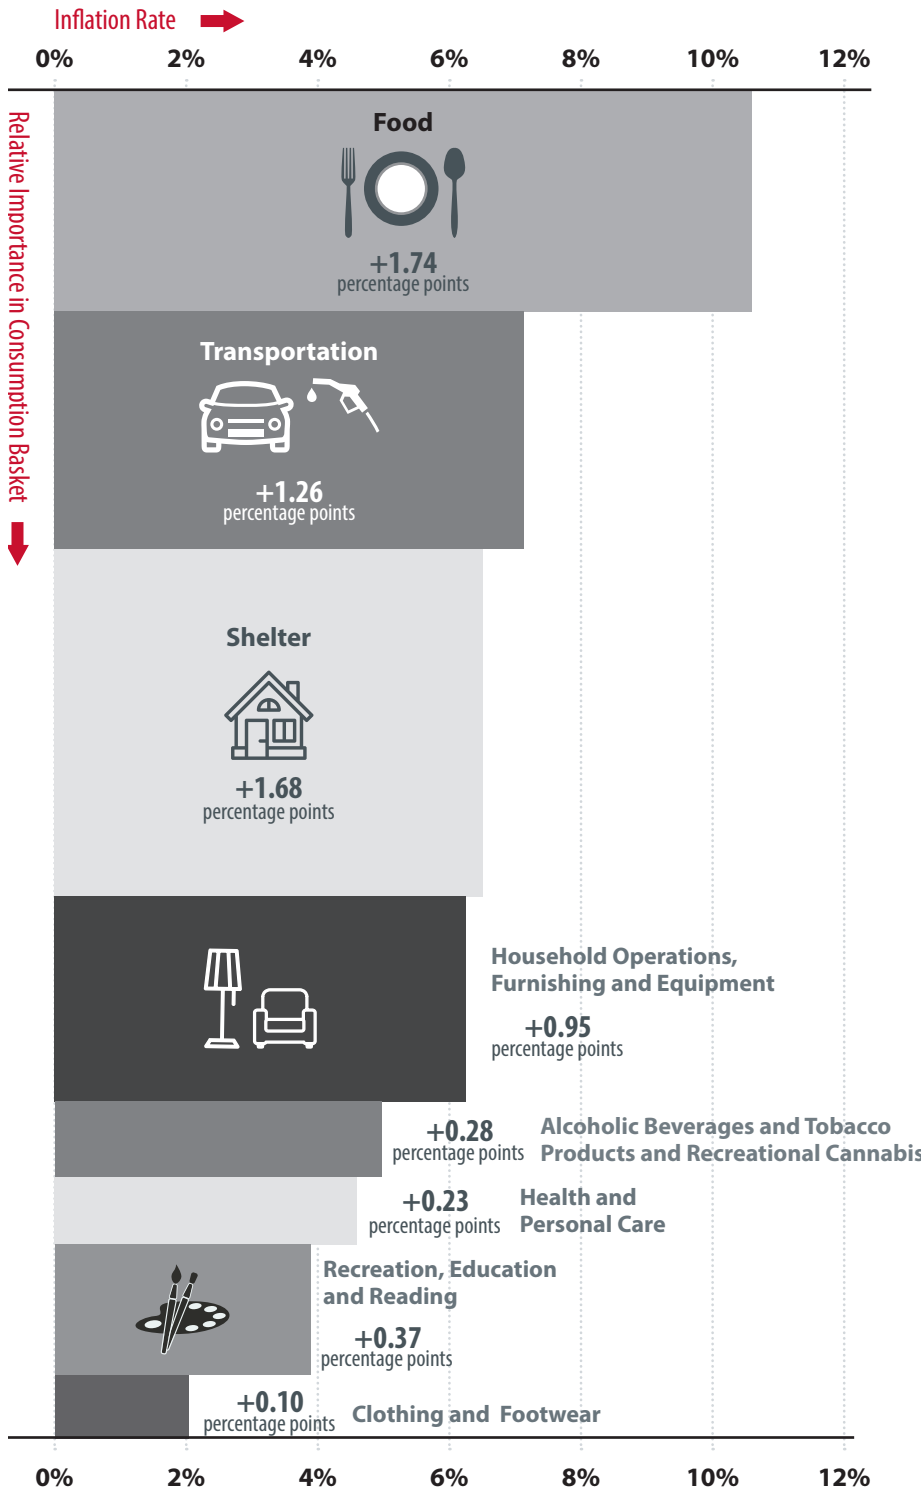 Inflation Rate
0% 2% 4% 6% 8% 10% 12%
Relative Importance in Consumption Basket
Food
+1.74
percentage points
Transportation
+1.26
percentage points
Shelter
+1.68
percentage points
Household Operations,
Furnishing and Equipment
+0.95
percentage points
+0.28
percentage points
Alcoholic Beverages and Tobacco
Products and Recreational Cannabis
+0.23
percentage points
Health and
Personal Care
Recreation, Education
and Reading
+0.37
percentage points
+0.10
percentage points
Clothing and Footwear
0% 2% 4% 6% 8% 10% 12%